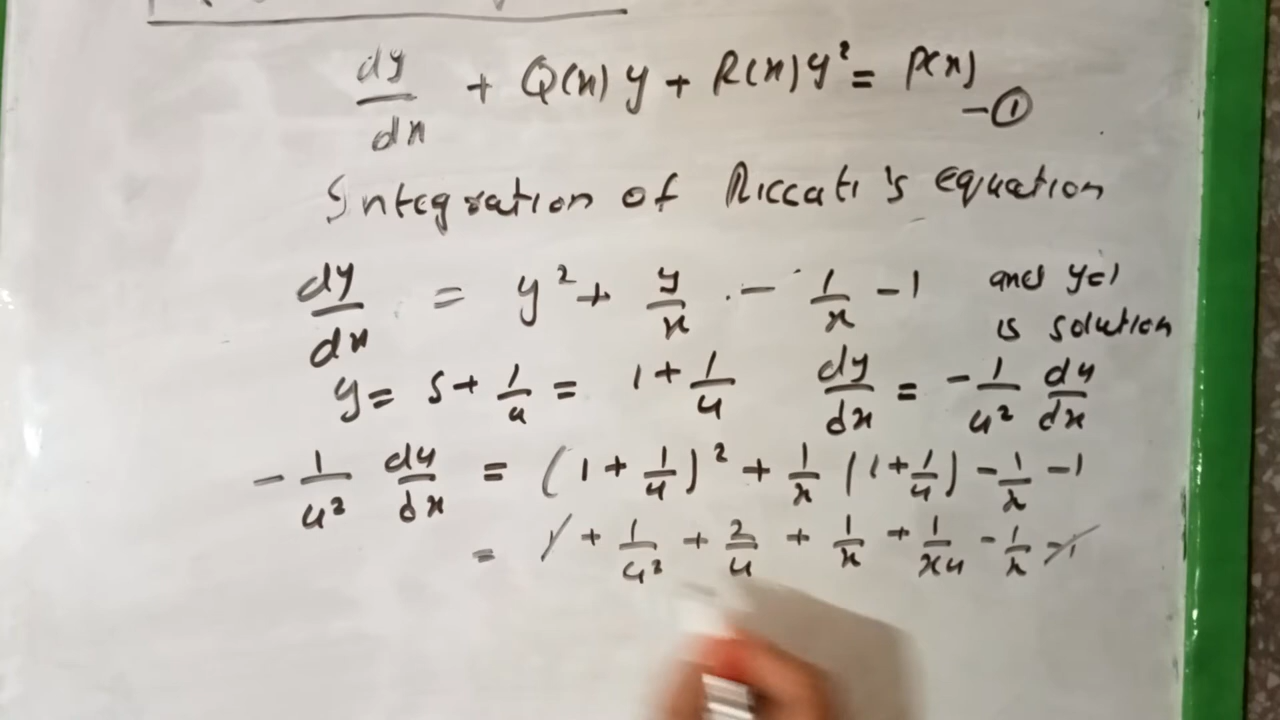 dy/dx + Q(x) y + R(x) y² = P(x) –①
Integration of Riccati's equation
dy/dx = y² + y/x - 1/x - 1 and y=1
is solution
y = S + 1/u = 1 + 1/u dy/dx = - 1/u² du/dx
- 1/u² du/dx = (1 + 1/u)² + 1/x (1 + 1/u) - 1/x - 1
= 1 + 1/u² + 2/u + 1/x + 1/xu - 1/x - 1